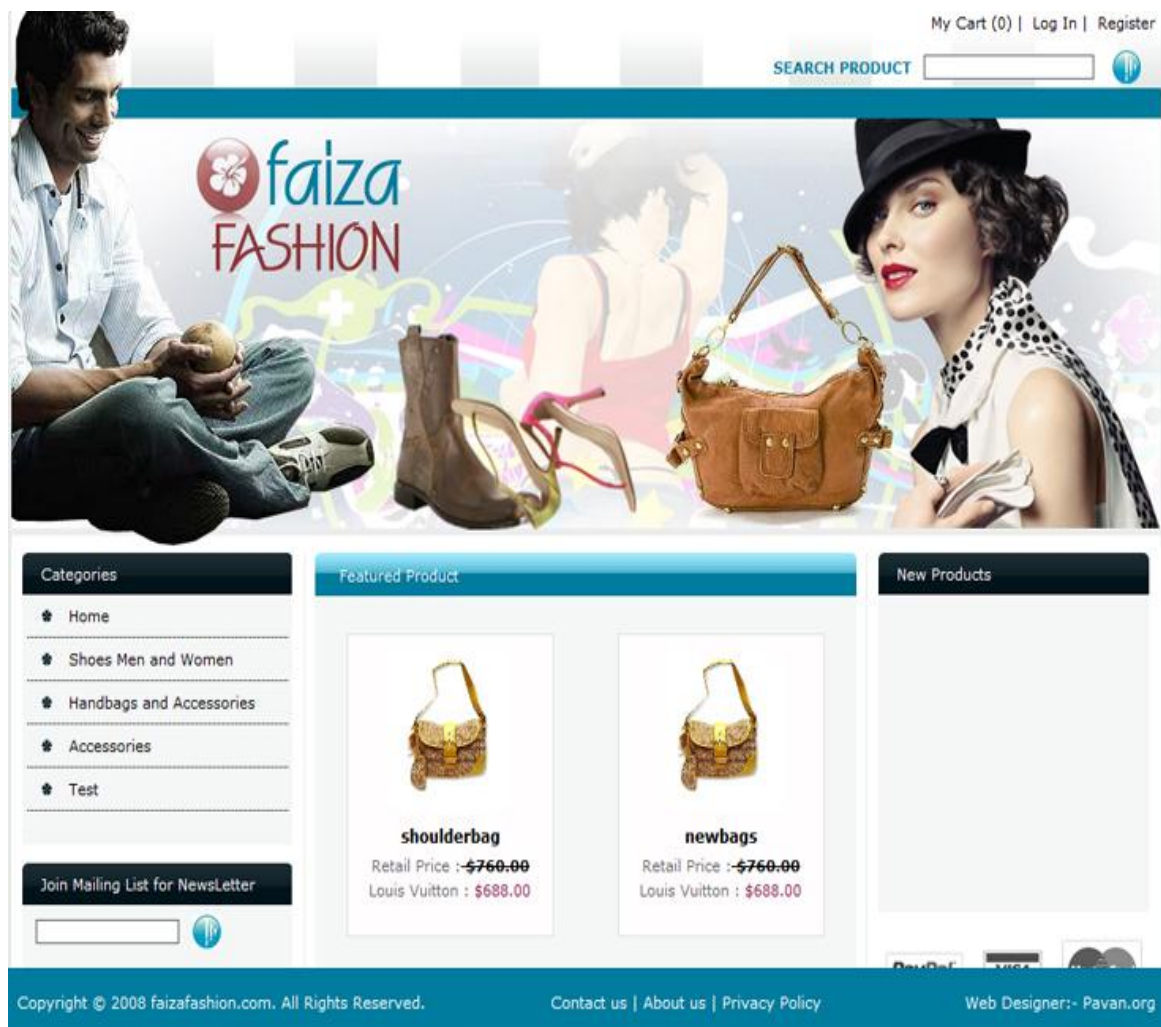 My Cart (0) | Log In | Register
SEARCH PRODUCT
faiza
FASHION
Categories
Home
Shoes Men and Women
Handbags and Accessories
Accessories
Test
Join Mailing List for NewsLetter
Featured Product
shoulderbag
Retail Price : $760.00
Louis Vuitton : $688.00
newbags
Retail Price : $760.00
Louis Vuitton : $688.00
New Products
PayPal VISA
Copyright © 2008 faizafashion.com. All Rights Reserved.
Contact us | About us | Privacy Policy
Web Designer:- Pavan.org